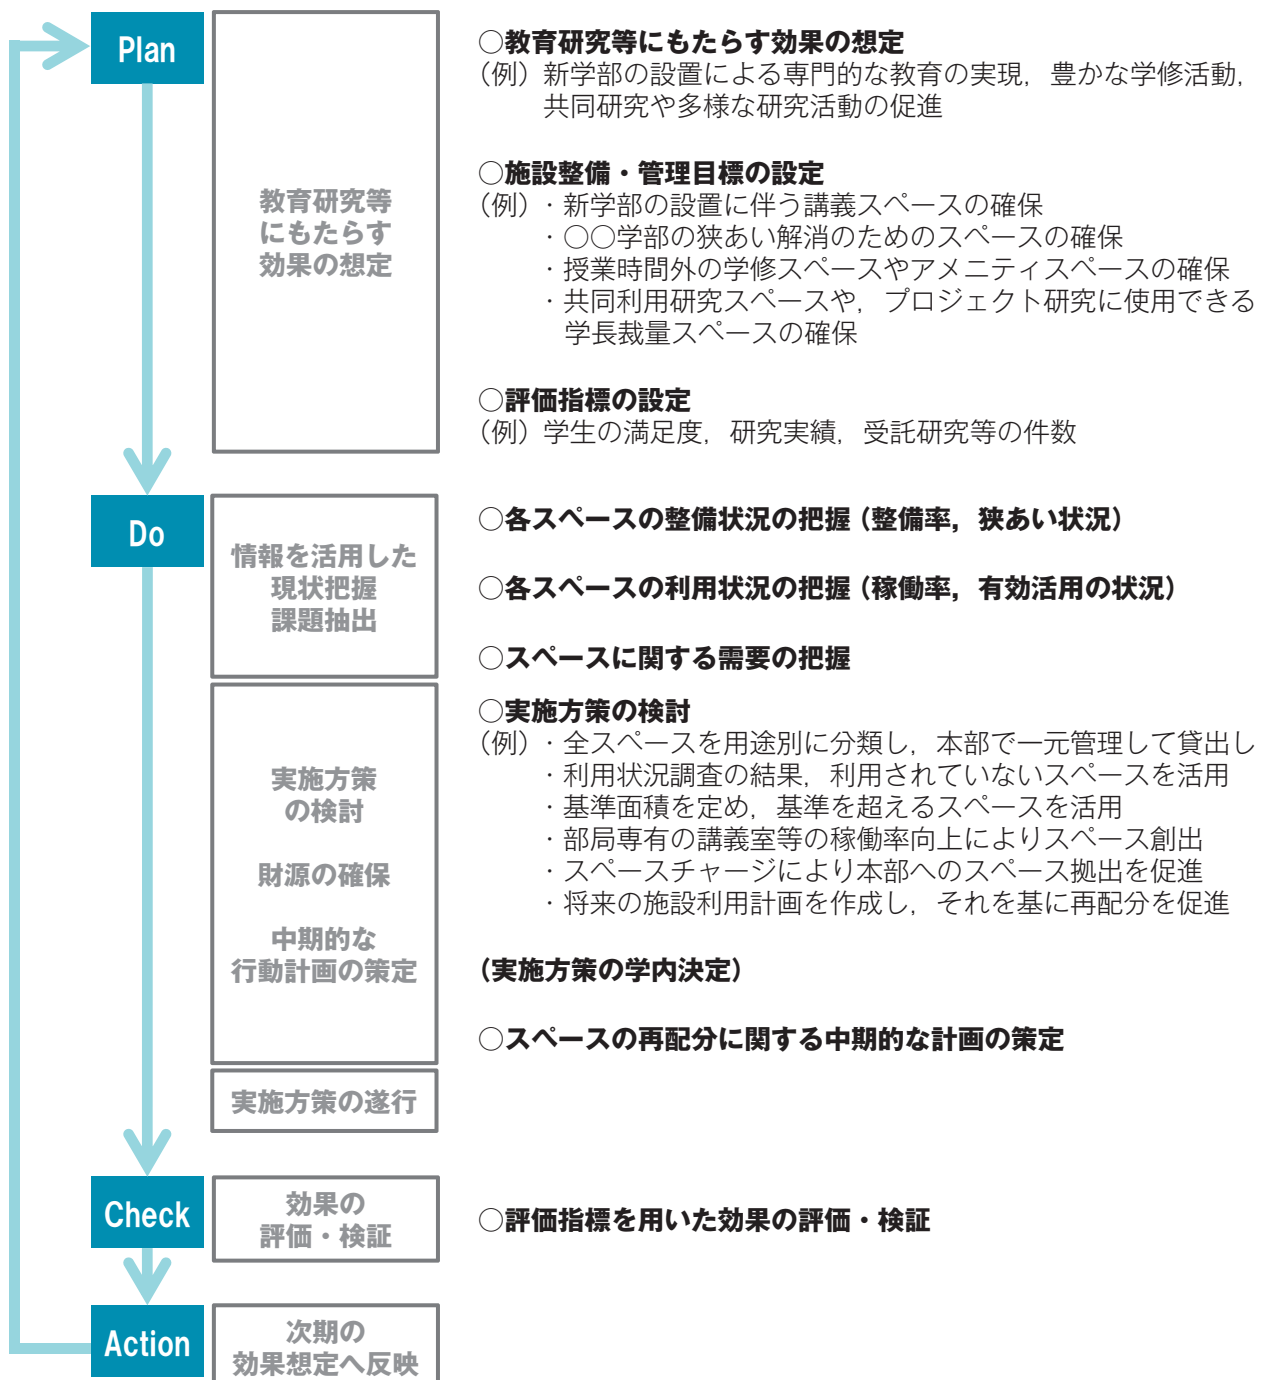 Plan
教育研究等
にもたらす
効果の想定
○教育研究等にもたらす効果の想定
（例）新学部の設置による専門的な教育の実現，豊かな学修活動，
共同研究や多様な研究活動の促進
○施設整備・管理目標の設定
（例）・新学部の設置に伴う講義スペースの確保
・○○学部の狭あい解消のためのスペースの確保
・授業時間外の学修スペースやアメニティスペースの確保
・共同利用研究スペースや，プロジェクト研究に使用できる
学長裁量スペースの確保
○評価指標の設定
（例）学生の満足度，研究実績，受託研究等の件数
Do
情報を活用した
現状把握
課題抽出
○各スペースの整備状況の把握（整備率，狭あい状況）
○各スペースの利用状況の把握（稼働率，有効活用の状況）
○スペースに関する需要の把握
実施方策
の検討
財源の確保
中期的な
行動計画の策定
○実施方策の検討
（例）・全スペースを用途別に分類し，本部で一元管理して貸出し
・利用状況調査の結果，利用されていないスペースを活用
・基準面積を定め，基準を超えるスペースを活用
・部局専有の講義室等の稼働率向上によりスペース創出
・スペースチャージにより本部へのスペース拠出を促進
・将来の施設利用計画を作成し，それを基に再配分を促進
（実施方策の学内決定）
○スペースの再配分に関する中期的な計画の策定
実施方策の遂行
Check
効果の
評価・検証
○評価指標を用いた効果の評価・検証
Action
次期の
効果想定へ反映